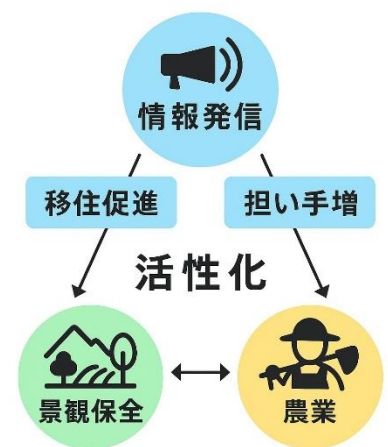 情報発信
移住促進
担い手増
活性化
景観保全
農業